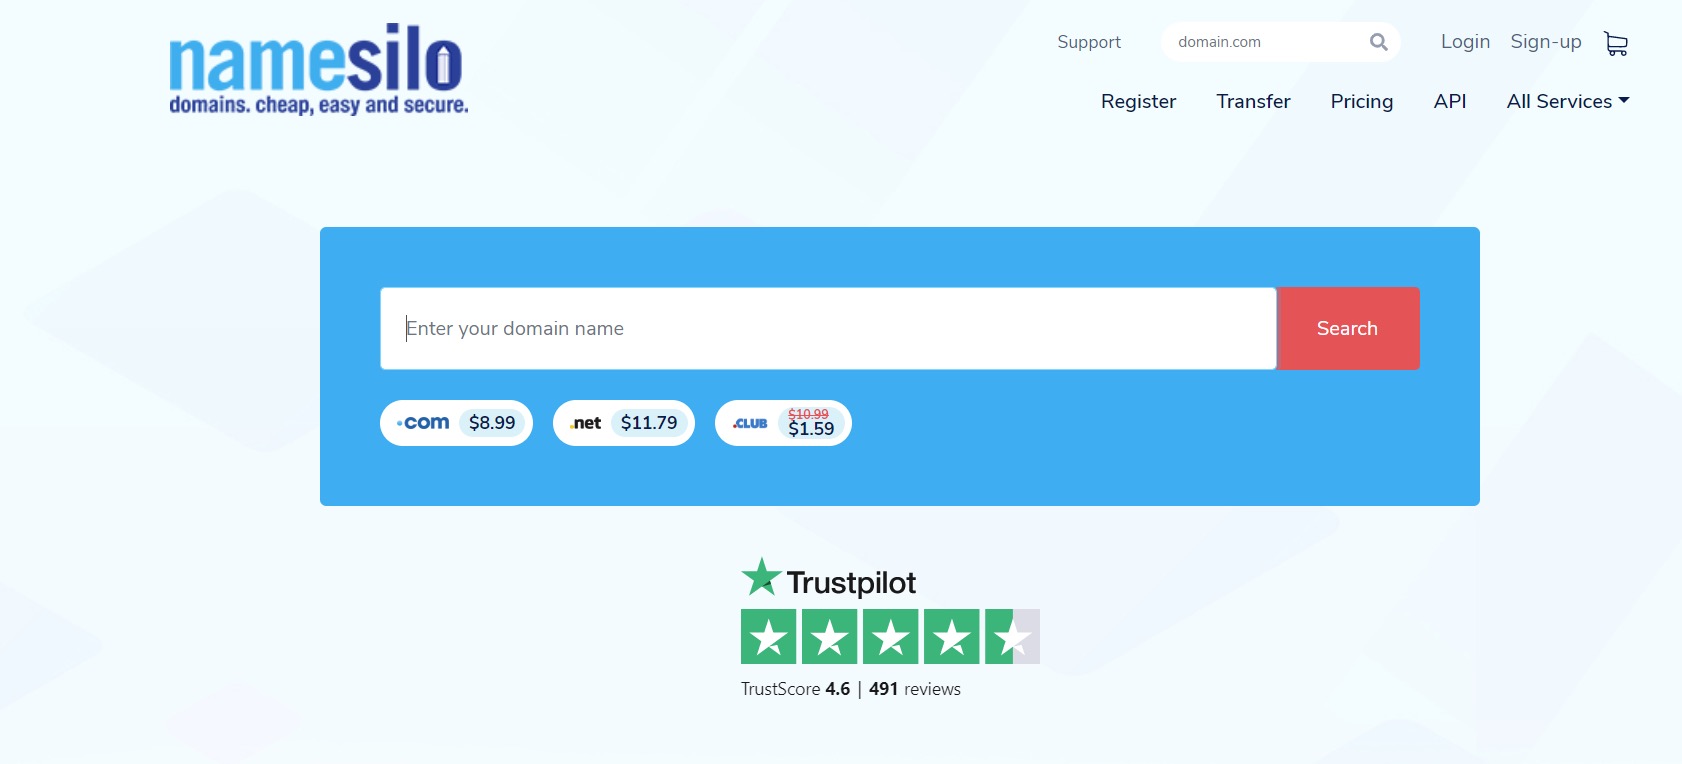 namesilo
domains. cheap, easy and secure.
Support
domain.com
Login
Sign-up
Register
Transfer
Pricing
API
All Services
Enter your domain name
Search
.com $8.99
.net $11.79
.CLUB $10.99 $1.59
Trustpilot
TrustScore 4.6 | 491 reviews